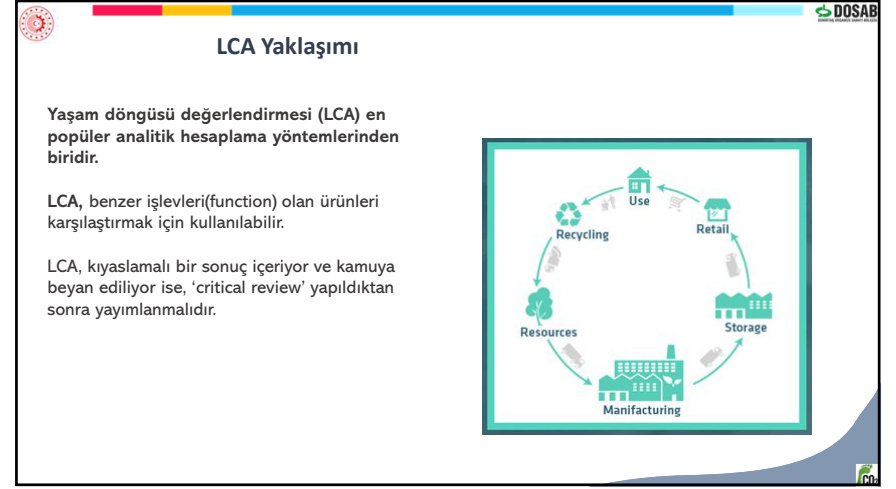 DOSAB
LCA Yaklaşımı
Yaşam döngüsü değerlendirmesi (LCA) en
popüler analitik hesaplama yöntemlerinden
biridir.
LCA, benzer işlevleri(function) olan ürünleri
karşılaştırmak için kullanılabilir.
LCA, kıyaslamalı bir sonuç içeriyor ve kamuya
beyan ediliyor ise, ‘critical review’ yapıldıktan
sonra yayımlanmalıdır.
Use
Retail
Recycling
Storage
Resources
Manifacturing
CO2